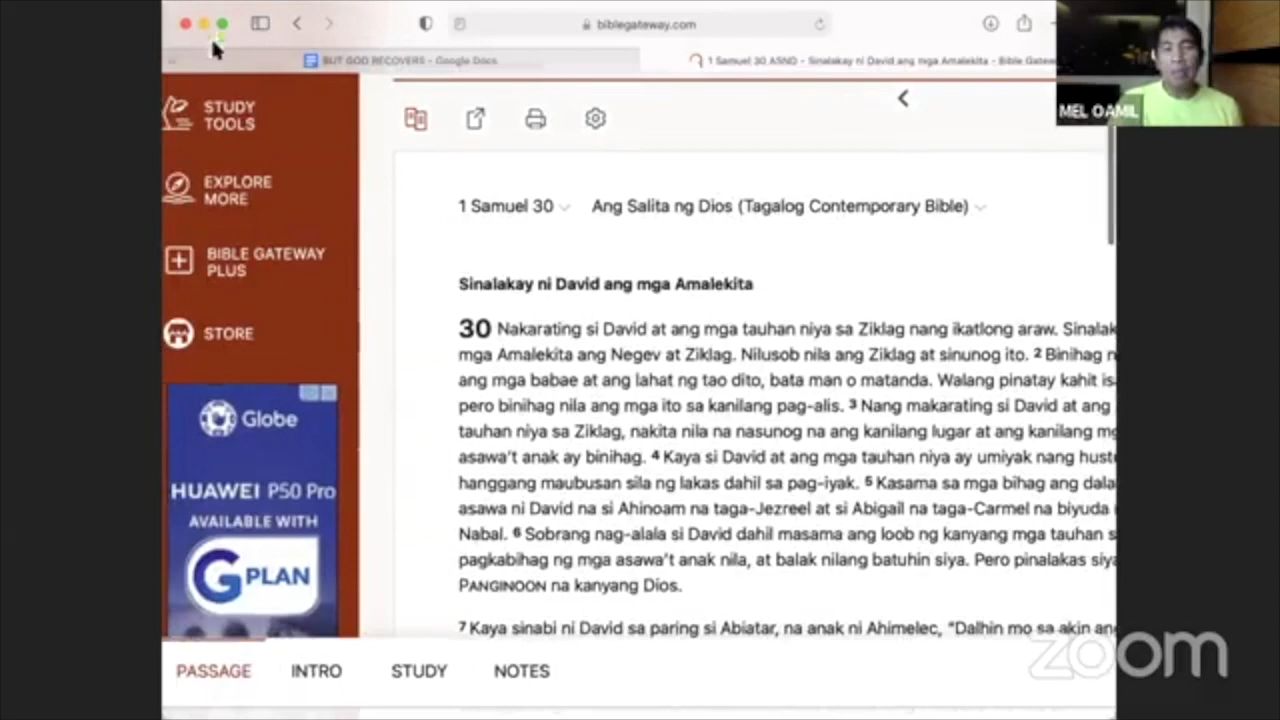 biblegateway.com
BUT GOD RECOVERS - Google Docs
1 Samuel 30 ASND - Sinalakay ni David ang mga Amalekita - Bible Gatew
MEL OAMIL
STUDY
TOOLS
EXPLORE
MORE
BIBLE GATEWAY
PLUS
STORE
Globe
HUAWEI P50 Pro
AVAILABLE WITH
G PLAN
1 Samuel 30
Ang Salita ng Dios (Tagalog Contemporary Bible)
Sinalakay ni David ang mga Amalekita
30 Nakarating si David at ang mga tauhan niya sa Ziklag nang ikatlong araw. Sinalak
mga Amalekita ang Negev at Ziklag. Nilusob nila ang Ziklag at sinunog ito. 2 Binihag n
ang mga babae at ang lahat ng tao dito, bata man o matanda. Walang pinatay kahit is
pero binihag nila ang mga ito sa kanilang pag-alis. 3 Nang makarating si David at ang
tauhan niya sa Ziklag, nakita nila na nasunog na ang kanilang lugar at ang kanilang mg
asawa't anak ay binihag. 4 Kaya si David at ang mga tauhan niya ay umiyak nang hust
hanggang maubusan sila ng lakas dahil sa pag-iyak. 5 Kasama sa mga bihag ang dala
asawa ni David na si Ahinoam na taga-Jezreel at si Abigail na taga-Carmel na biyuda
Nabal. 6 Sobrang nag-alala si David dahil masama ang loob ng kanyang mga tauhan s
pagkabihag ng mga asawa't anak nila, at balak nilang batuhin siya. Pero pinalakas siya
PANGINOON na kanyang Dios.
7 Kaya sinabi ni David sa paring si Abiatar, na anak ni Ahimelec, "Dalhin mo sa akin ang
PASSAGE
INTRO
STUDY
NOTES
zoom